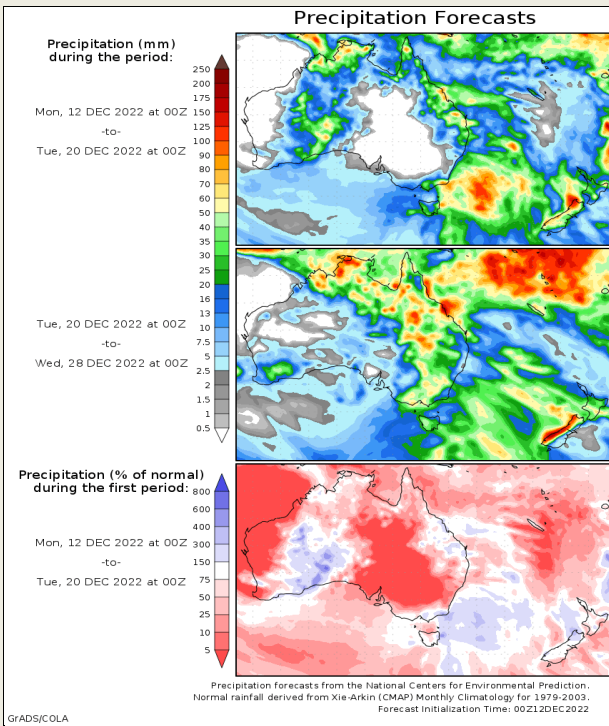 Precipitation Forecasts
Precipitation (mm)
during the period:
Mon, 12 DEC 2022 at 00Z
-to-
Tue, 20 DEC 2022 at 00Z
250
200
175
150
125
100
90
80
70
60
50
40
35
30
25
20
16
13
10
7.5
5
2.5
2
1.5
1
0.5
Tue, 20 DEC 2022 at 00Z
-to-
Wed, 28 DEC 2022 at 00Z
Precipitation (% of normal)
during the first period:
Mon, 12 DEC 2022 at 00Z
-to-
Tue, 20 DEC 2022 at 00Z
800
600
400
300
150
75
50
25
10
5
Precipitation forecasts from the National Centers for Environmental Prediction.
Normal rainfall derived from Xie-Arkin (CMAP) Monthly Climatology for 1979-2003.
Forecast Initialization Time: 00Z12DEC2022
GrADS/COLA